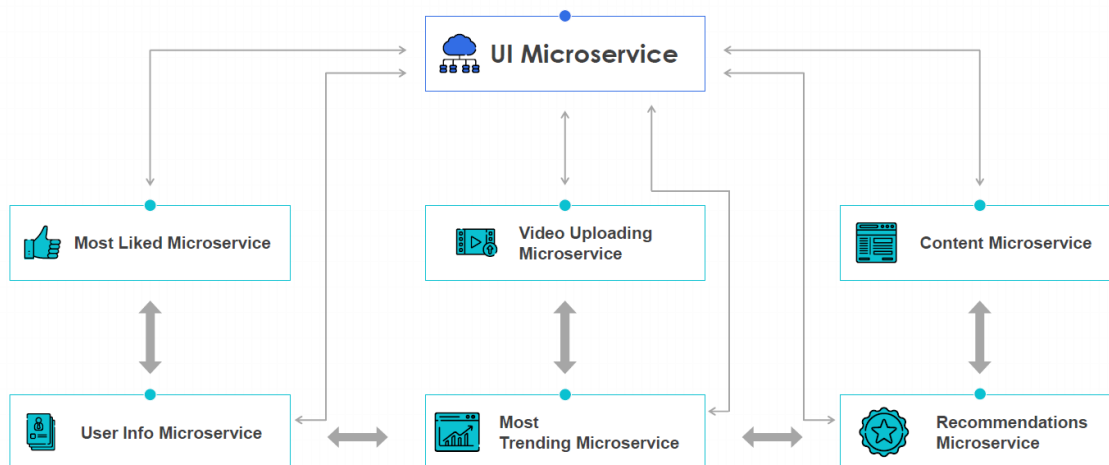 UI Microservice
Most Liked Microservice
Video Uploading
Microservice
Content Microservice
User Info Microservice
Most
Trending Microservice
Recommendations
Microservice